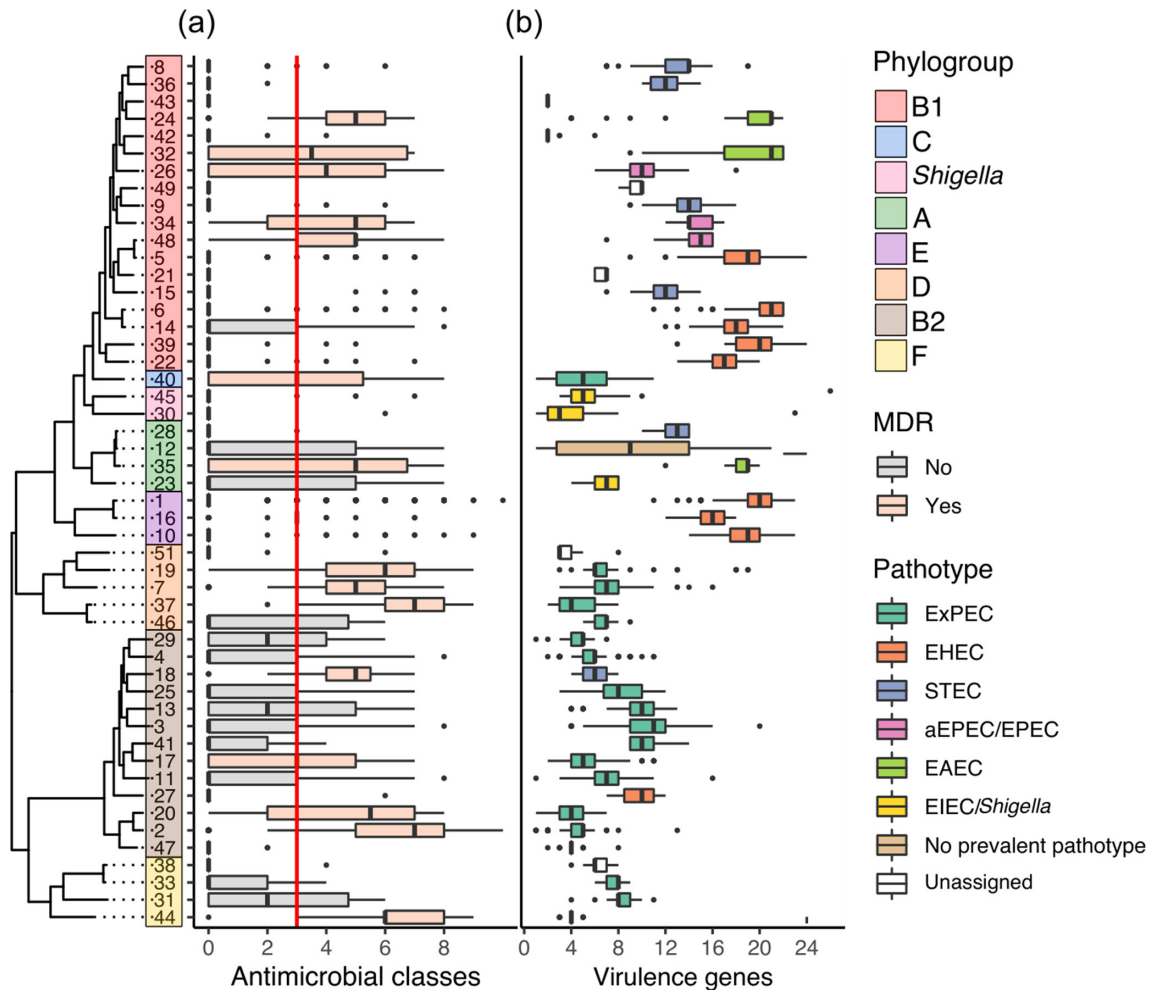 (a)
(b)
8
36
43
24
42
32
26
49
9
34
48
5
21
15
6
14
39
22
40
45
30
28
12
35
23
1
16
10
51
19
7
37
46
29
4
18
25
13
3
41
17
11
27
20
2
47
38
33
31
44
0 2 4 6 8
Antimicrobial classes
0 4 8 12 16 20 24
Virulence genes
Phylogroup
B1
C
Shigella
A
E
D
B2
F
MDR
No
Yes
Pathotype
ExPEC
EHEC
STEC
aEPEC/EPEC
EAEC
EIEC/Shigella
No prevalent pathotype
Unassigned